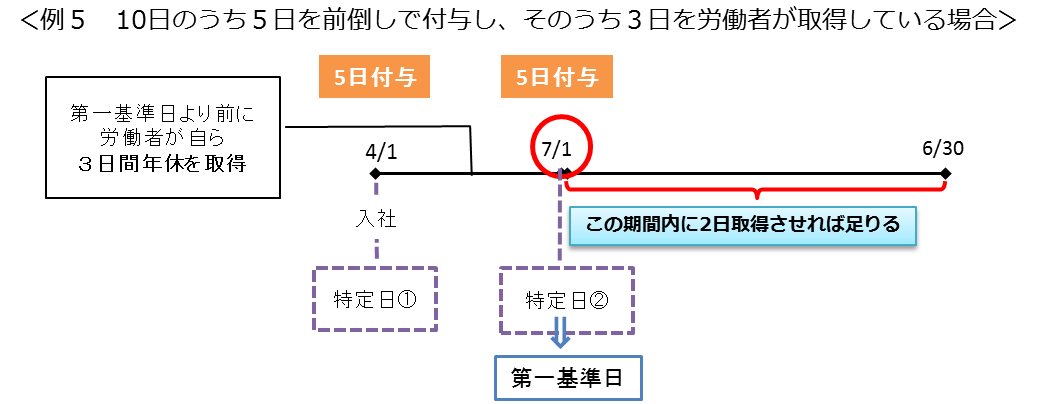 ＜例５　10日のうち５日を前倒しで付与し、そのうち３日を労働者が取得している場合＞
5日付与
5日付与
第一基準日より前に
労働者が自ら
３日間年休を取得
4/1
7/1
6/30
入社
この期間内に2日取得させれば足りる
特定日①
特定日②
第一基準日